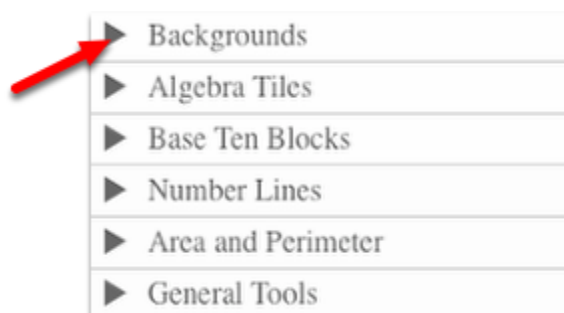 Backgrounds
Algebra Tiles
Base Ten Blocks
Number Lines
Area and Perimeter
General Tools